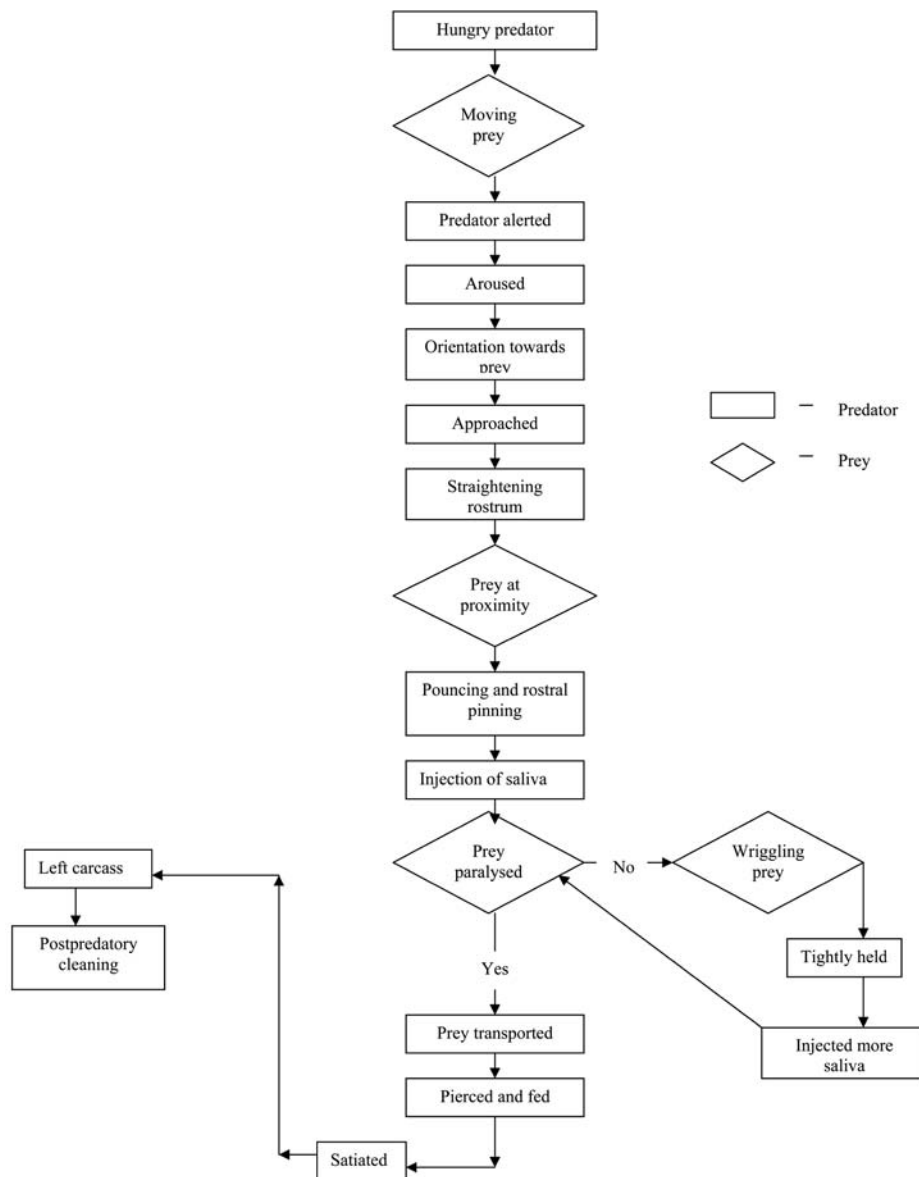 Hungry predator
Moving
prey
Predator alerted
Aroused
Orientation towards
prey
Approached
Straightening
rostrum
– Predator
– Prey
Prey at
proximity
Pouncing and rostral
pinning
Injection of saliva
Prey
paralysed
No
Wriggling
prey
Left carcass
Postpredatory
cleaning
Yes
Tightly held
Injected more
saliva
Prey transported
Pierced and fed
Satiated